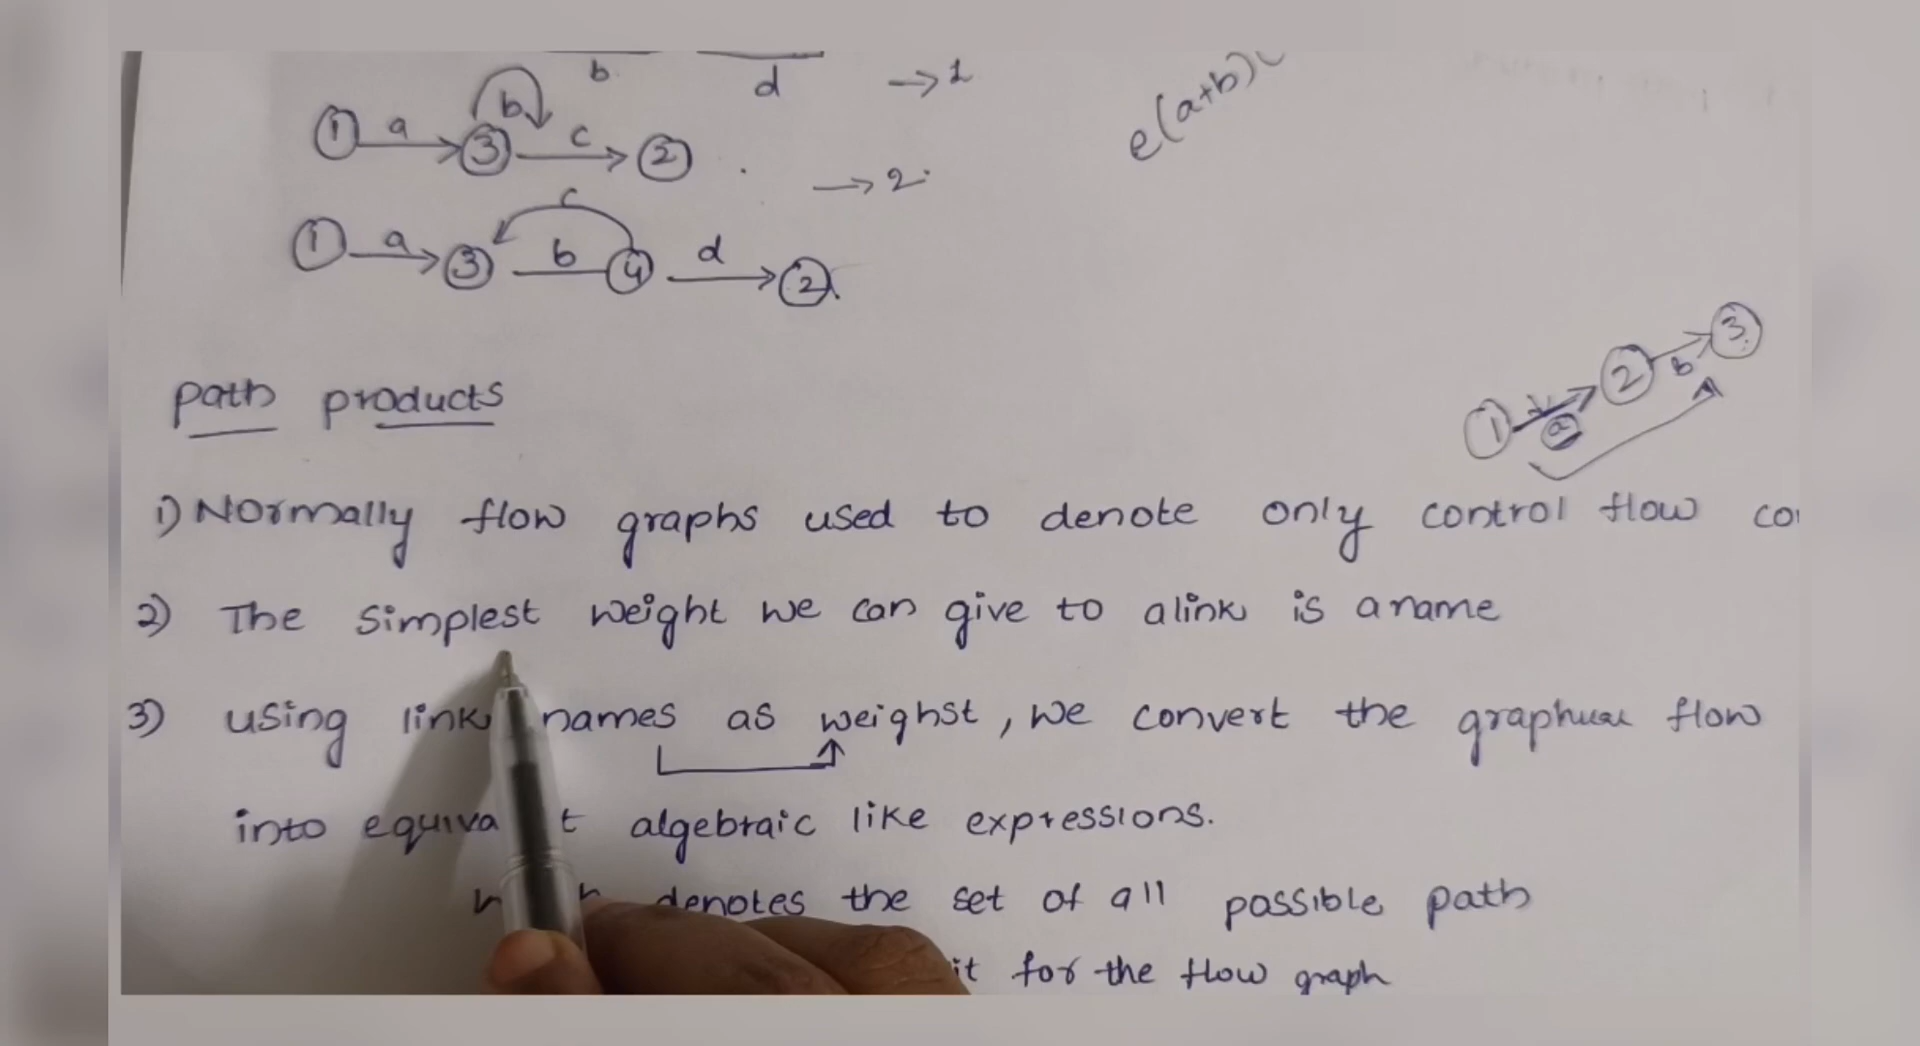 b d → 1
① a ③ b c ②
→ 2.
e(a+b)
① a ③ b c ④ d ②
1 a 2 b 3
path products
1) Normally flow graphs used to denote only control flow co
2) The simplest weight we can give to a link is a name
3) using link names as weighst, we convert the flow
into algebraic like expressions.
denotes the set of all possible path
it for the flow graph